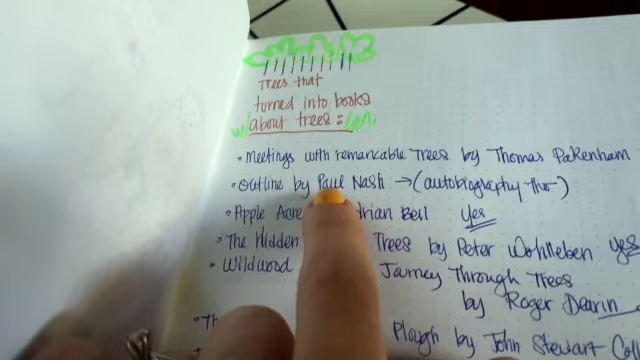 Trees that
turned into books
about trees:
• Meetings with remarkable Trees by Thomas Pakenham
• Outline by Paul Nash → (autobiography tho)
• Apple Acre Adrian Bell Yes
• The Hidden Trees by Peter Wohlleben yes
• Wildwood Journey Through Trees
by Roger Deakin
Plough by John Stewart